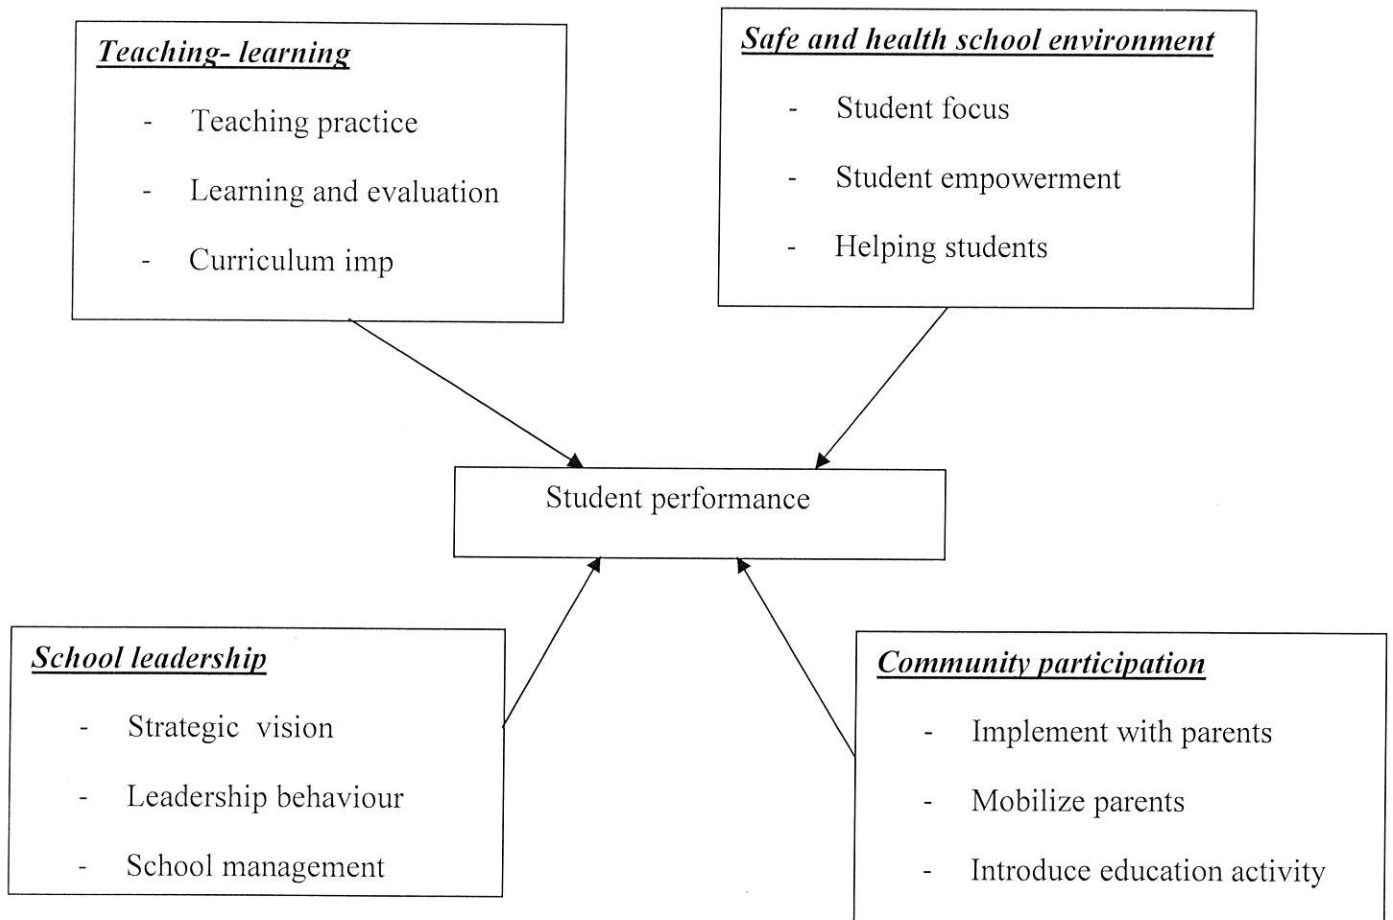 Teaching- learning
- Teaching practice
- Learning and evaluation
- Curriculum imp
Safe and health school environment
- Student focus
- Student empowerment
- Helping students
Student performance
School leadership
- Strategic  vision
- Leadership behaviour
- School management
Community participation
- Implement with parents
- Mobilize parents
- Introduce education activity